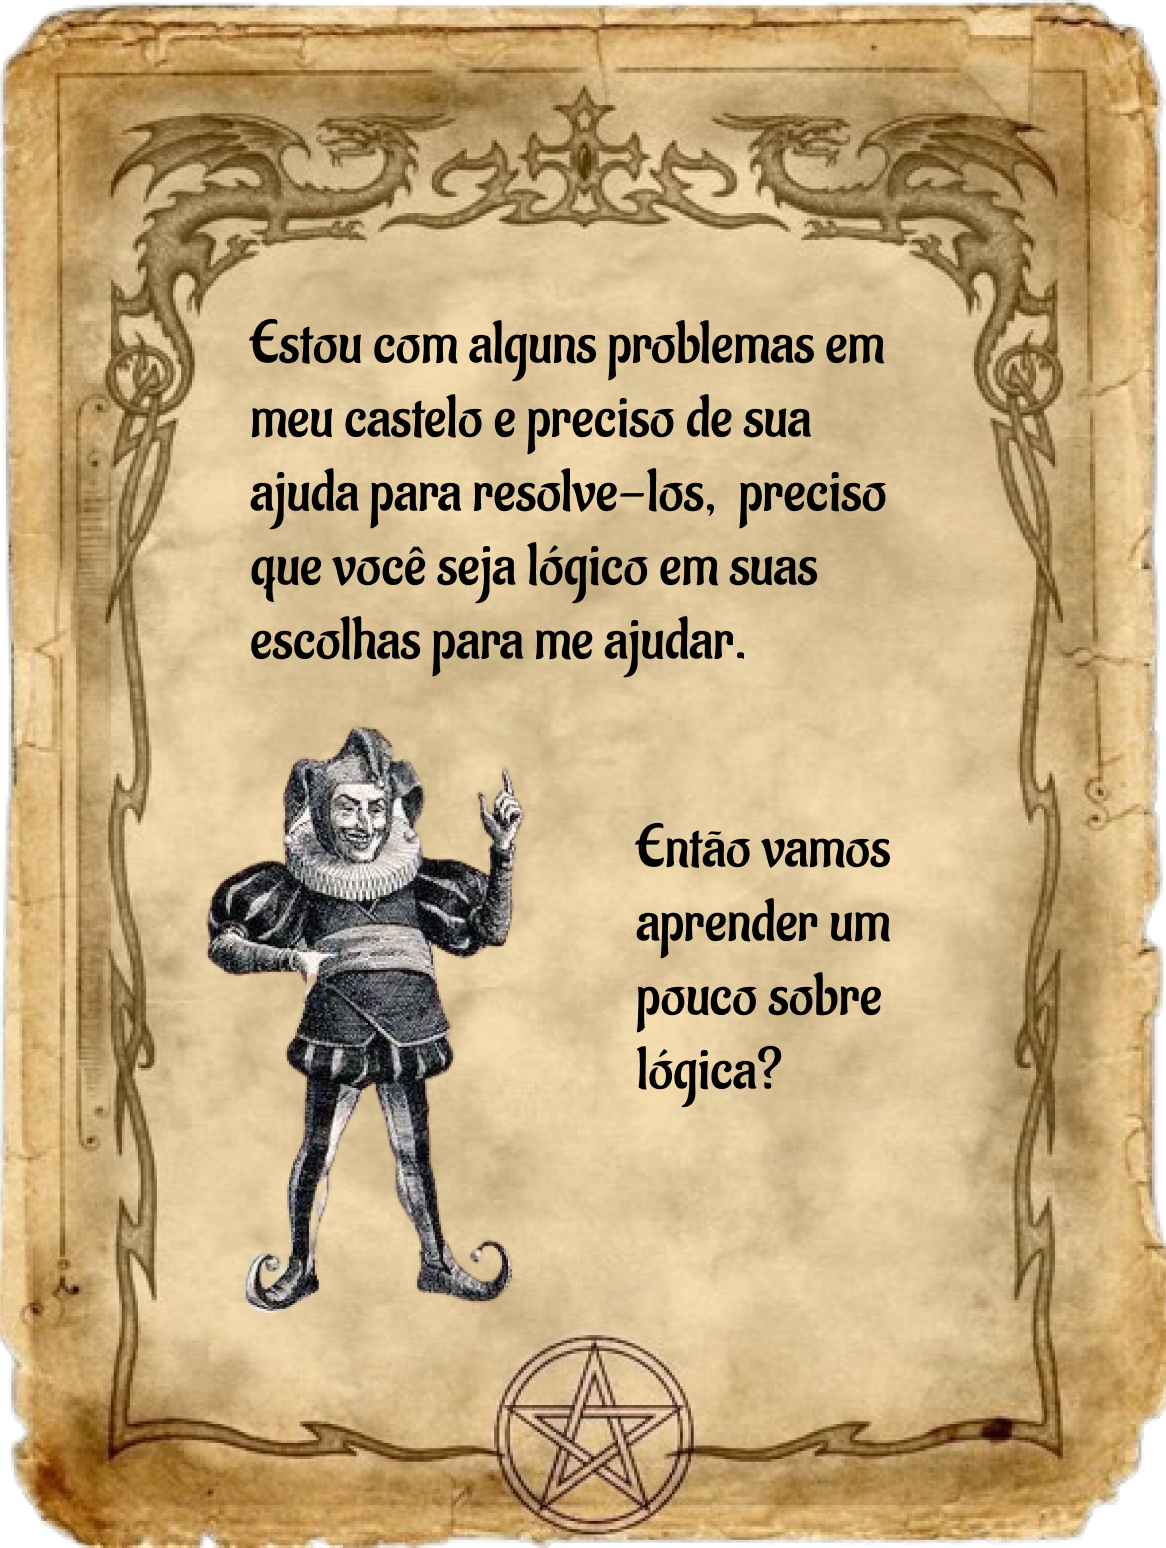 Estou com alguns problemas em
meu castelo e preciso de sua
ajuda para resolve-los,  preciso
que você seja lógico em suas
escolhas para me ajudar.
Então vamos
aprender um
pouco sobre
lógica?